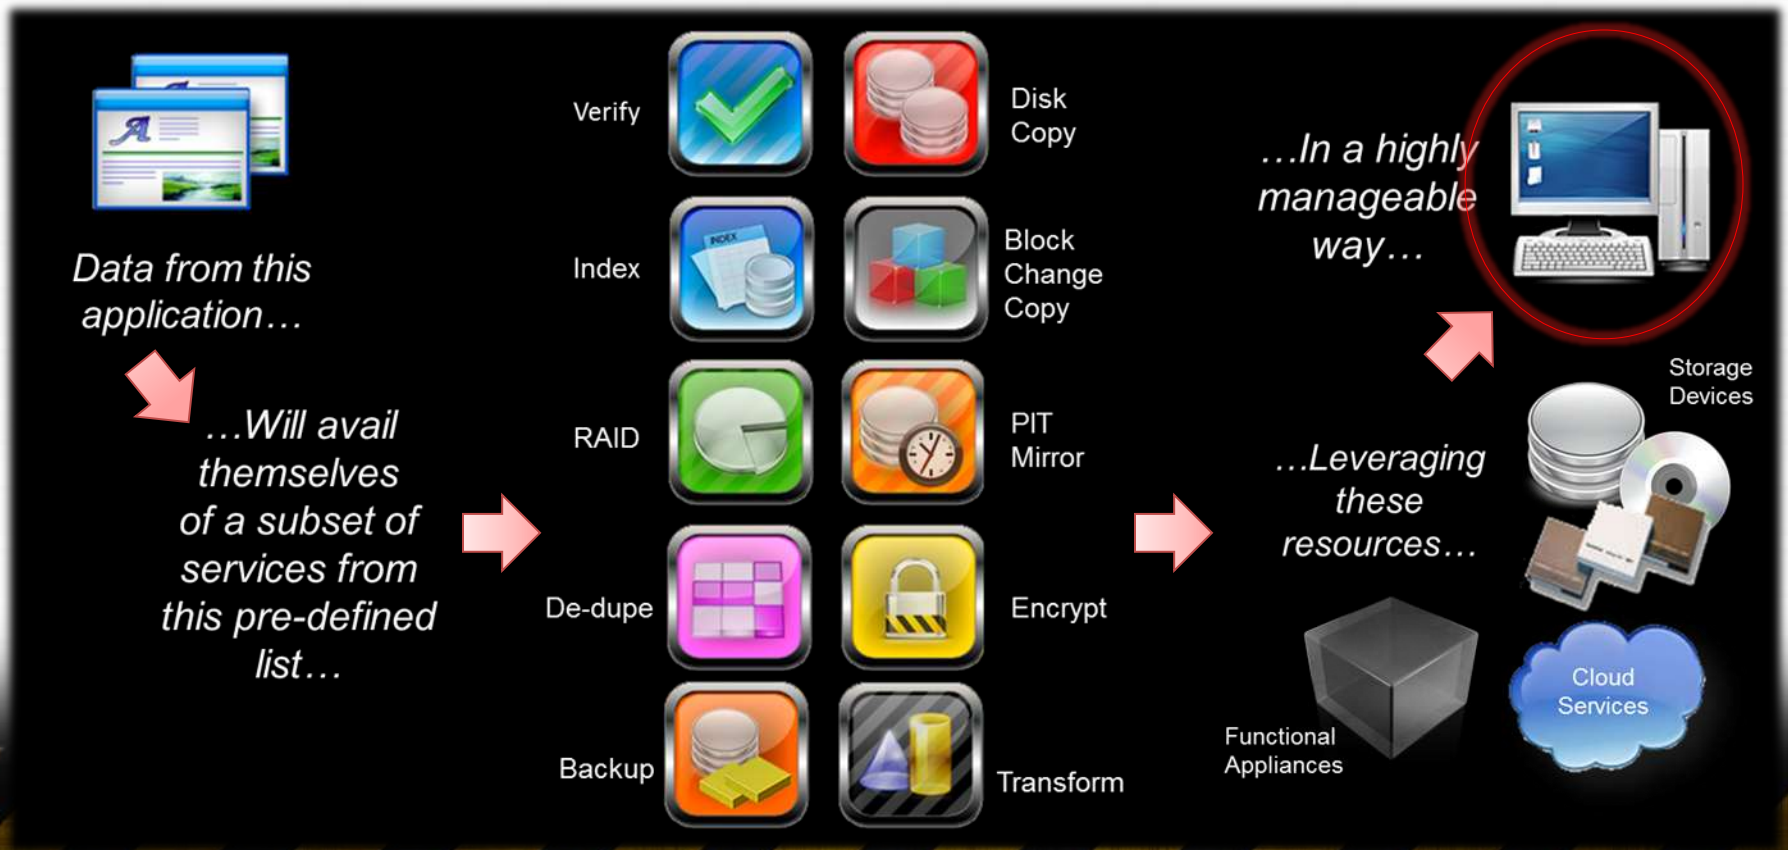 Data from this
application…
…Will avail
themselves
of a subset of
services from
this pre-defined
list…
Verify
Disk
Copy
Index
INDEX
Block
Change
Copy
RAID
PIT
Mirror
De-dupe
Encrypt
Backup
Transform
…Leveraging
these
resources…
Storage
Devices
Functional
Appliances
Cloud
Services
…In a highly
manageable
way…